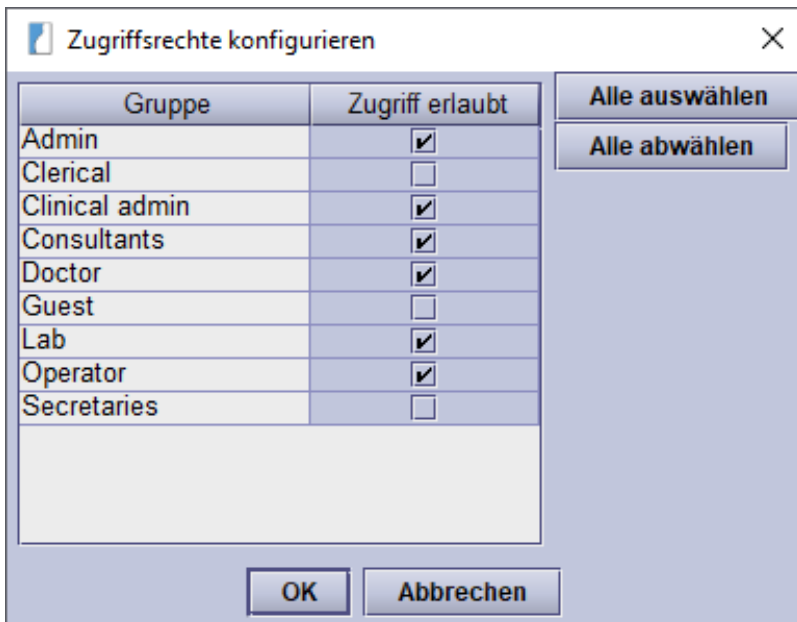 Zugriffsrechte konfigurieren
Gruppe Zugriff erlaubt
Admin
Clerical
Clinical admin
Consultants
Doctor
Guest
Lab
Operator
Secretaries
Alle auswählen
Alle abwählen
OK Abbrechen